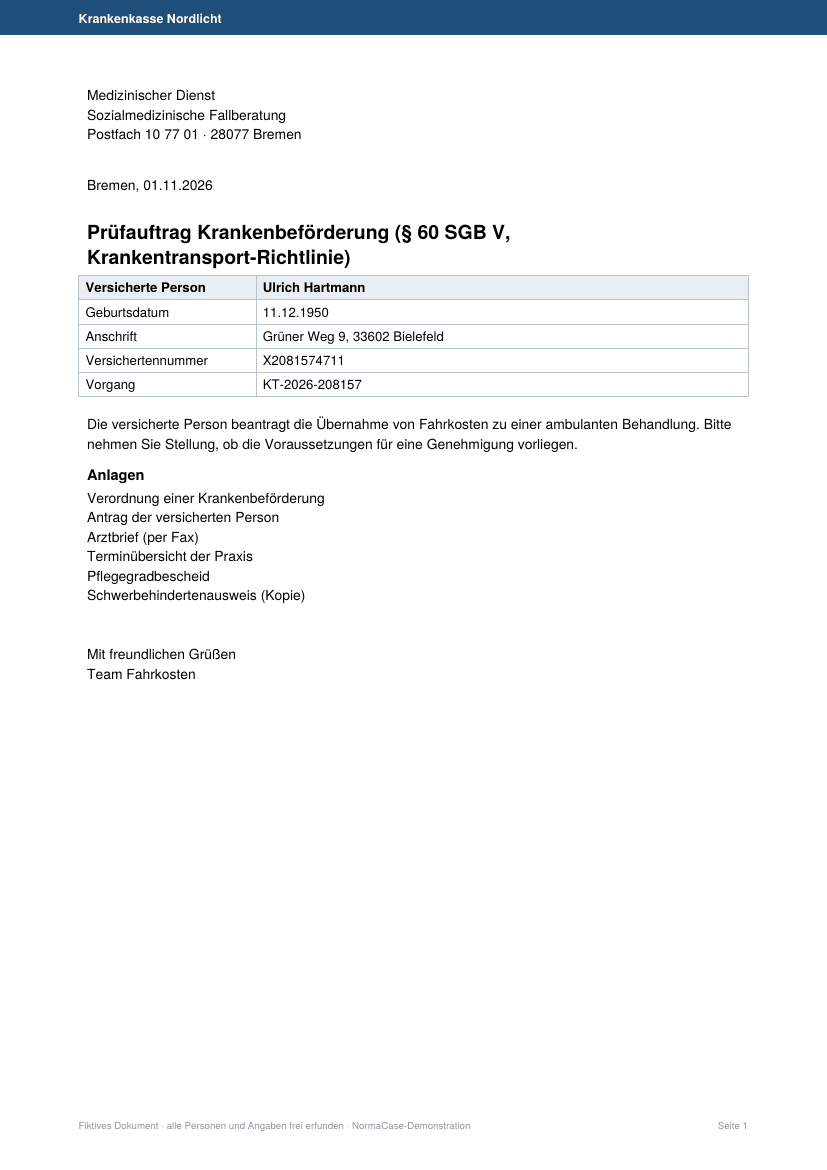 Krankenkasse Nordlicht
Medizinischer Dienst
Sozialmedizinische Fallberatung
Postfach 10 77 01 · 28077 Bremen
Bremen, 01.11.2026
Prüfauftrag Krankenbeförderung (§ 60 SGB V,
Krankentransport-Richtlinie)
Versicherte Person Ulrich Hartmann
Geburtsdatum 11.12.1950
Anschrift Grüner Weg 9, 33602 Bielefeld
Versichertennummer X2081574711
Vorgang KT-2026-208157
Die versicherte Person beantragt die Übernahme von Fahrkosten zu einer ambulanten Behandlung. Bitte
nehmen Sie Stellung, ob die Voraussetzungen für eine Genehmigung vorliegen.
Anlagen
Verordnung einer Krankenbeförderung
Antrag der versicherten Person
Arztbrief (per Fax)
Terminübersicht der Praxis
Pflegegradbescheid
Schwerbehindertenausweis (Kopie)
Mit freundlichen Grüßen
Team Fahrkosten
Fiktives Dokument · alle Personen und Angaben frei erfunden · NormaCase-Demonstration Seite 1